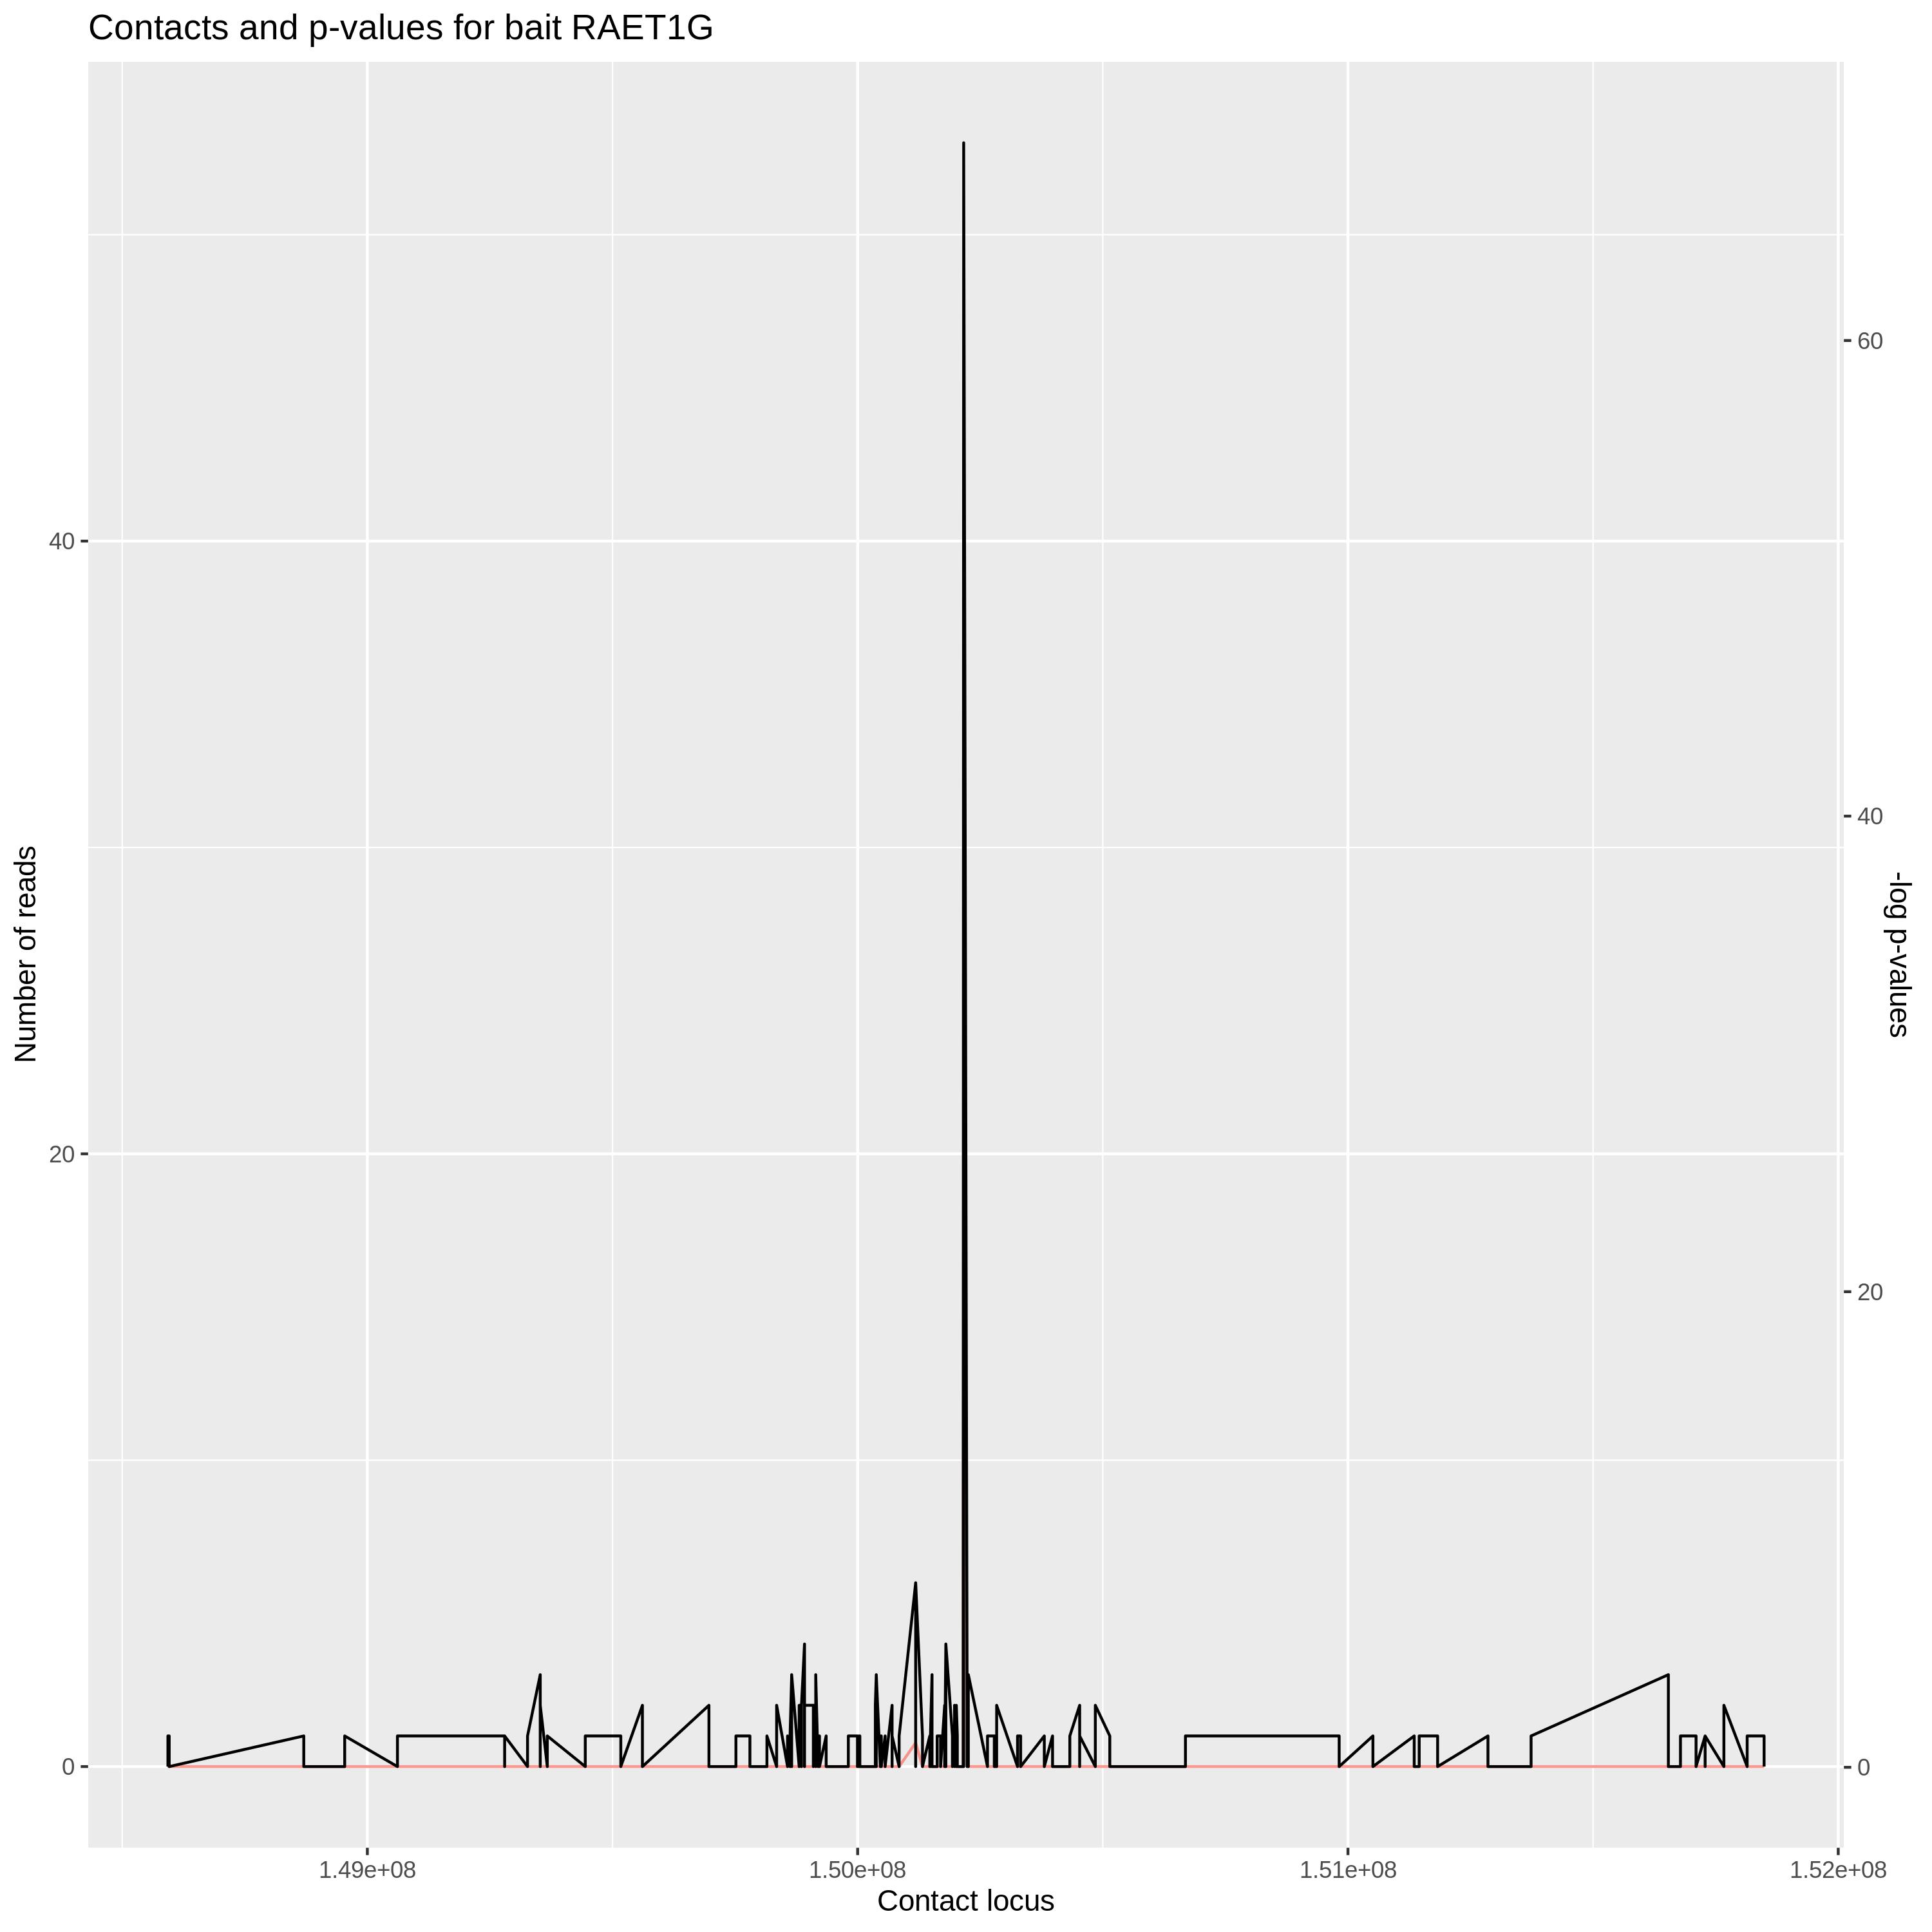 Contacts and p-values for bait RAET1G
Number of reads
40
20
0
60
40
20
0
-log p-values
1.49e+08
1.50e+08
1.51e+08
1.52e+08
Contact locus